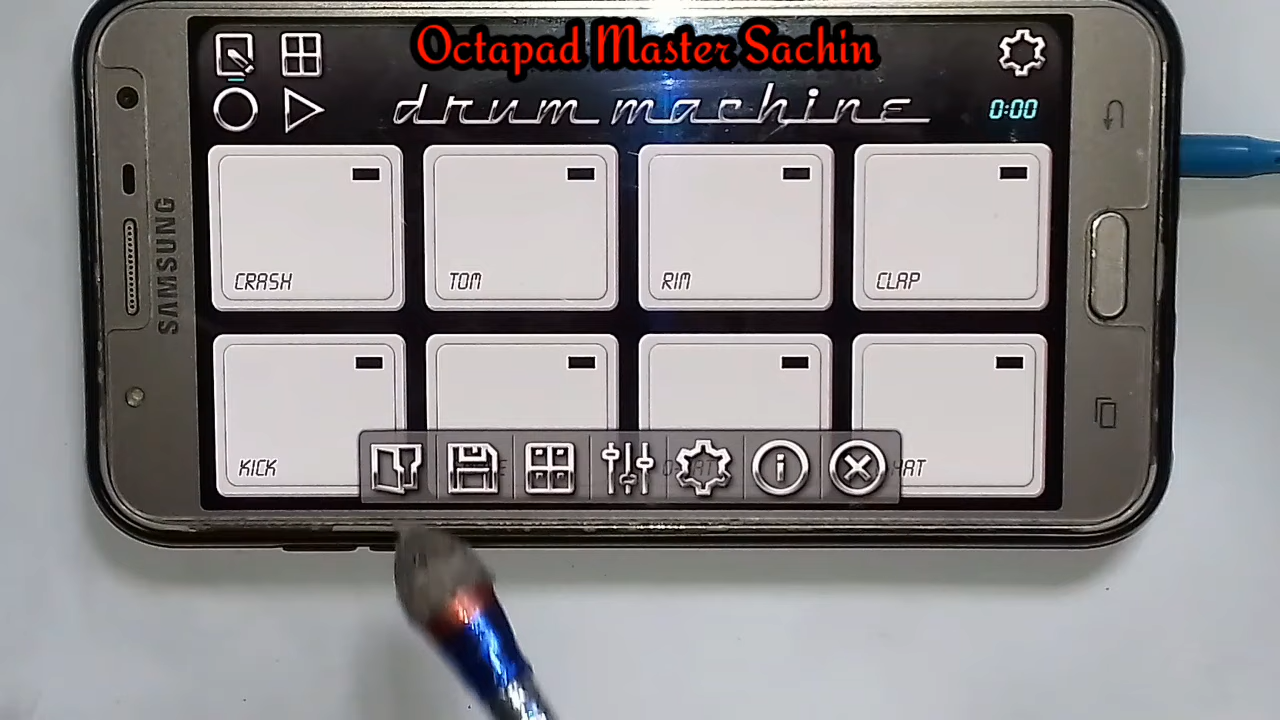 Octapad Master Sachin
drum machine
0:00
SAMSUNG
CRASH
TOM
RIM
CLAP
KICK